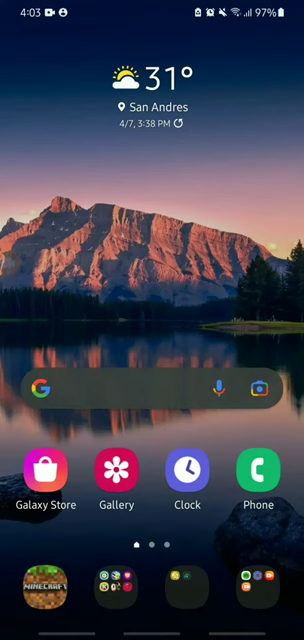 4:03
97%
31°
San Andres
4/7, 3:38 PM
Galaxy Store
Gallery
Clock
Phone
MINECRAFT